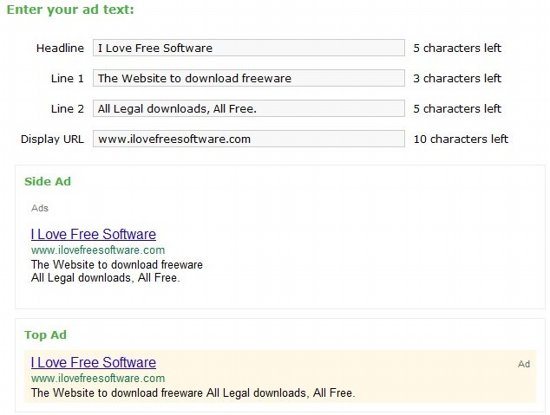 Enter your ad text:
Headline I Love Free Software 5 characters left
Line 1 The Website to download freeware 3 characters left
Line 2 All Legal downloads, All Free. 5 characters left
Display URL www.ilovefreesoftware.com 10 characters left
Side Ad
Ads
I Love Free Software
www.ilovefreesoftware.com
The Website to download freeware
All Legal downloads, All Free.
Top Ad
I Love Free Software Ad
www.ilovefreesoftware.com
The Website to download freeware All Legal downloads, All Free.